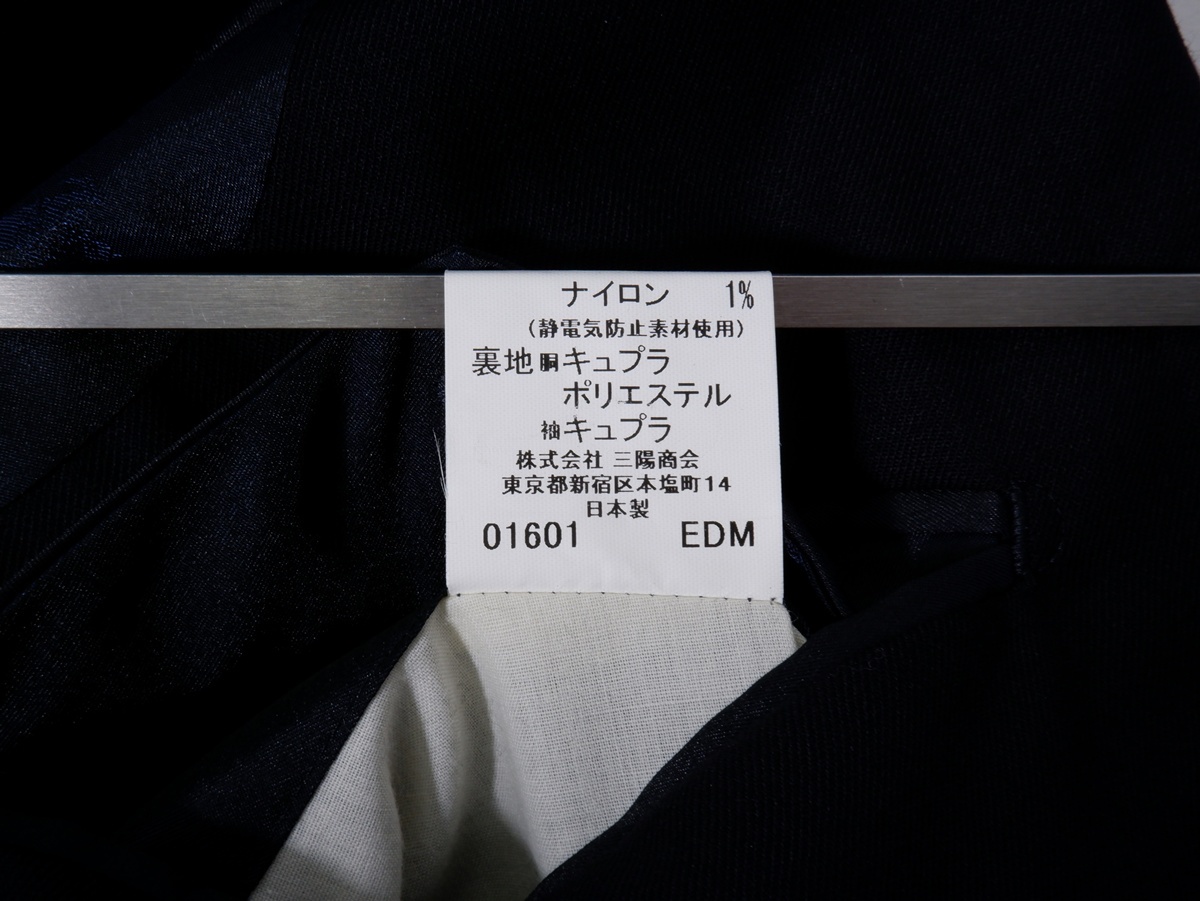 ナイロン 1%
(静電気防止素材使用)
裏地 胴キュプラ
ポリエステル
袖キュプラ
株式会社 三陽商会
東京都新宿区本塩町14
日本製
01601 EDM